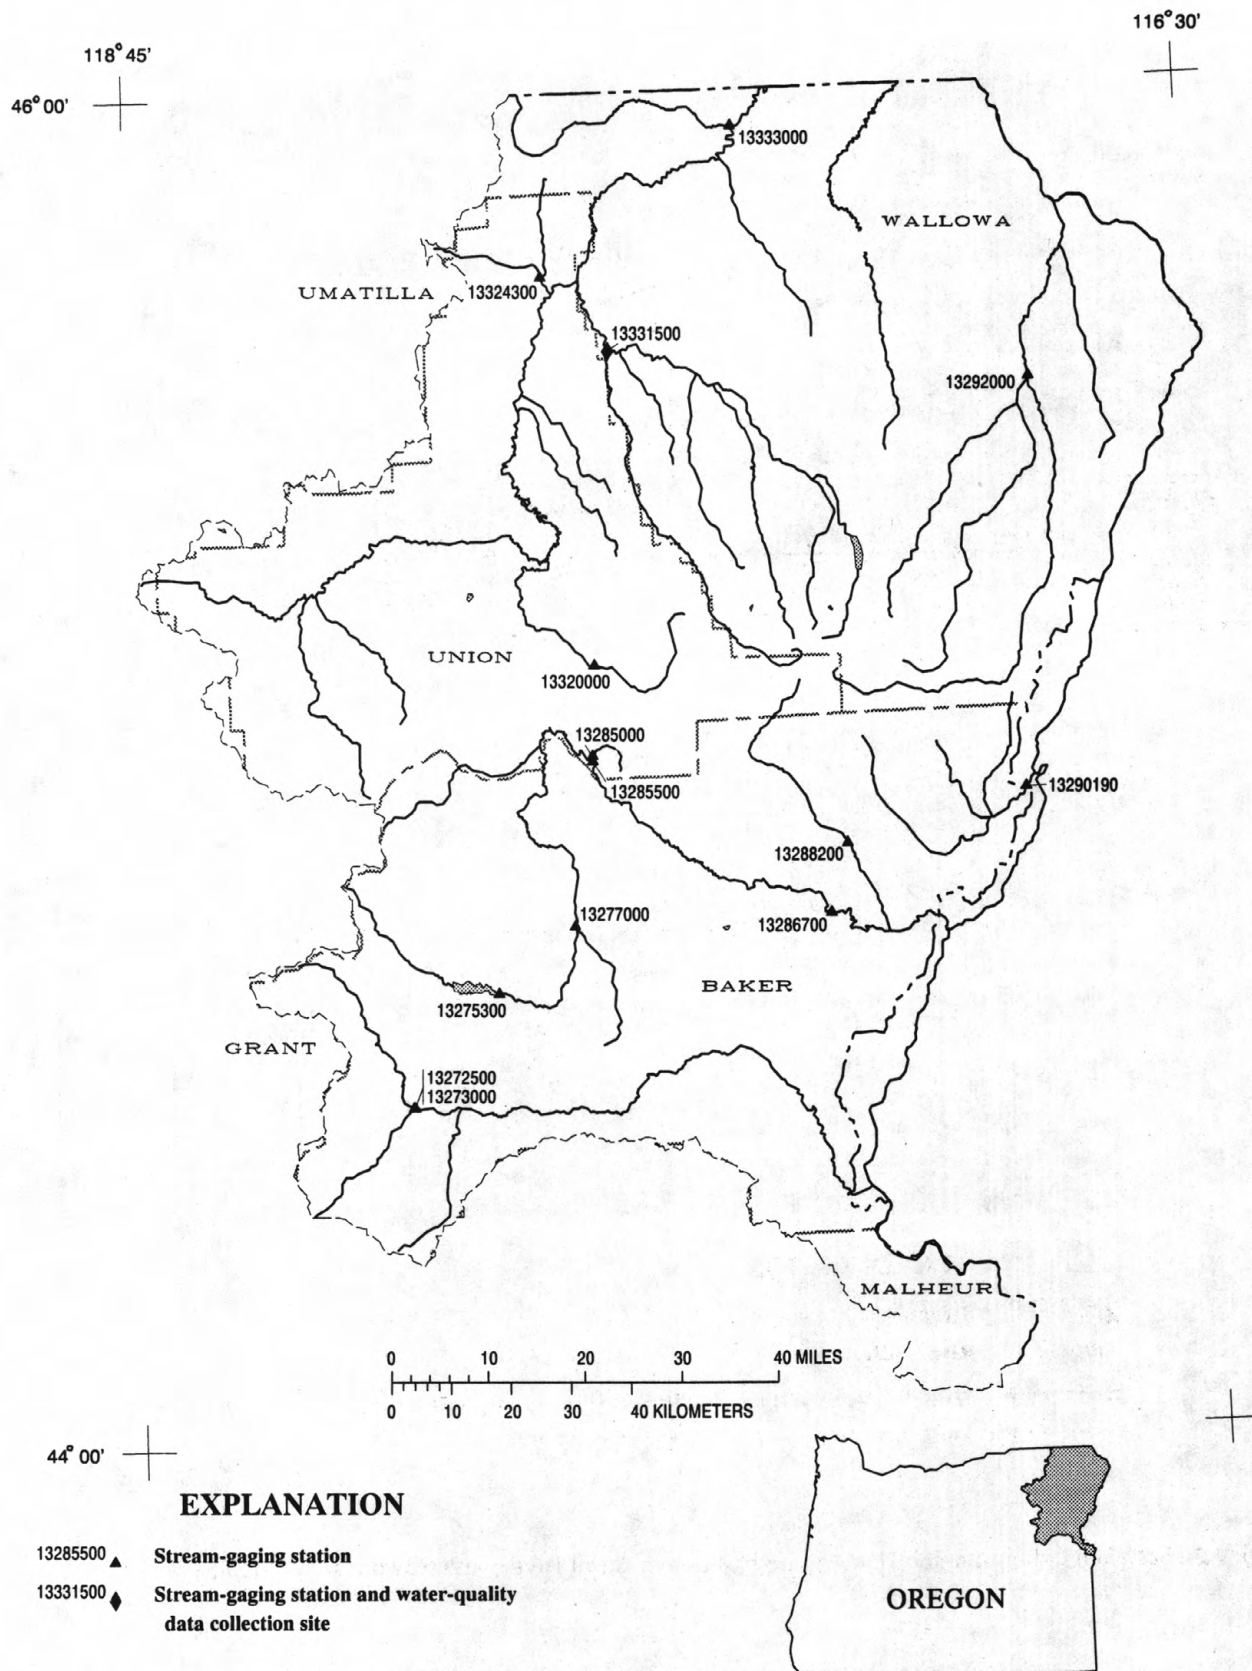 116°30'
118°45'
46°00'
13333000
WALLOWA
UMATILLA
13324300
13331500
13292000
UNION
13320000
13285000
13285500
13290190
13288200
13277000
13286700
BAKER
13275300
GRANT
13272500
13273000
MALHEUR
0 10 20 30 40 MILES
0 10 20 30 40 KILOMETERS
44°00'
EXPLANATION
13285500 Stream-gaging station
13331500 Stream-gaging station and water-quality
data collection site
OREGON